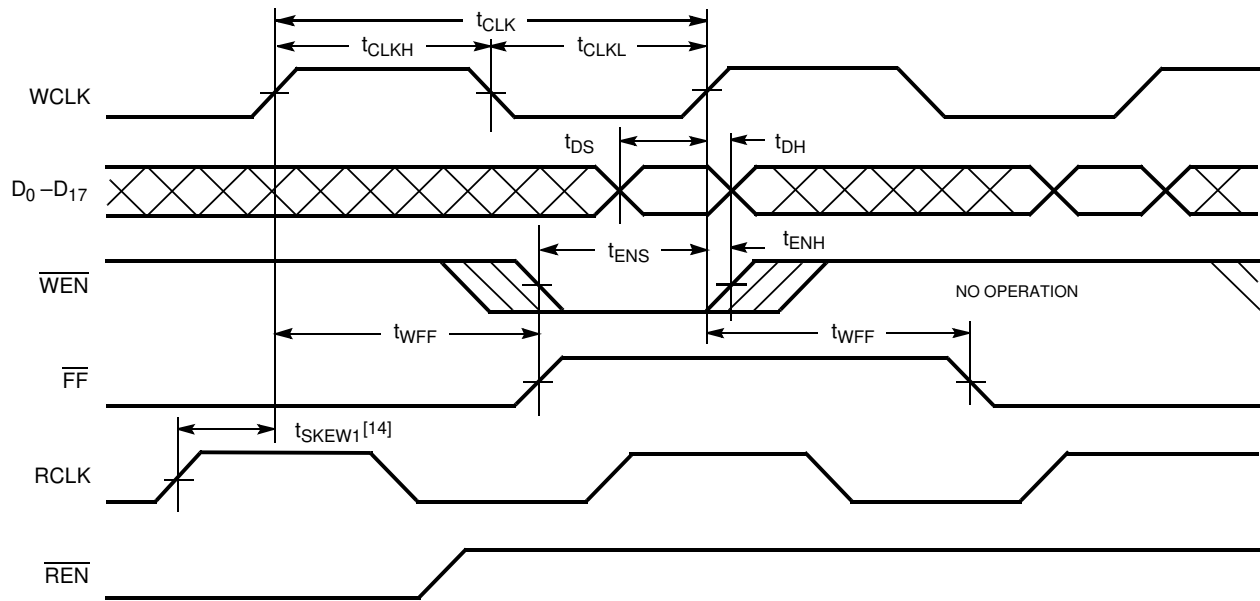 tCLK
tCLKH
tCLKL
WCLK
tDS
tDH
D0 –D17
tENS
tENH
WEN
NO OPERATION
tWFF
tWFF
FF
tSKEW1[14]
RCLK
REN